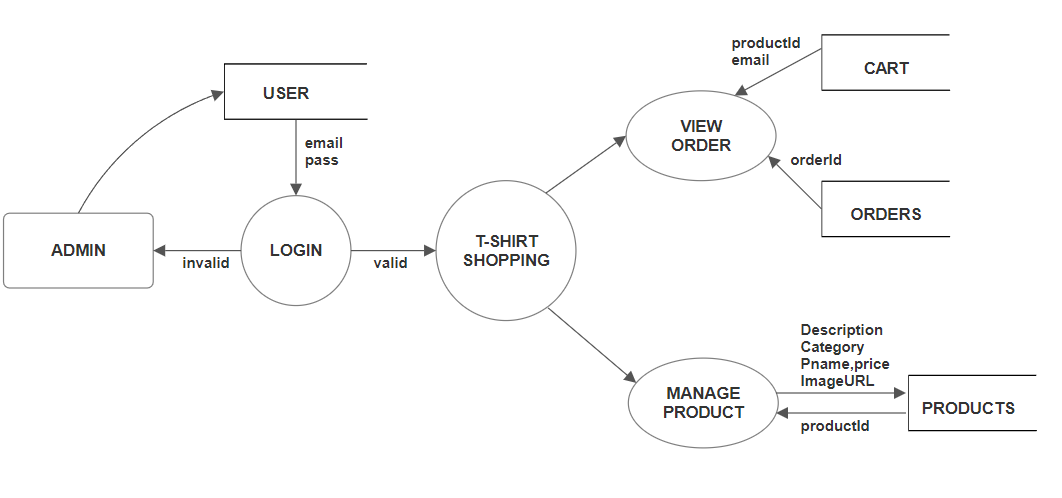 USER
email
pass
ADMIN
invalid
LOGIN
valid
T-SHIRT
SHOPPING
productId
email
CART
VIEW
ORDER
orderId
ORDERS
Description
Category
Pname,price
ImageURL
MANAGE
PRODUCT
productId
PRODUCTS